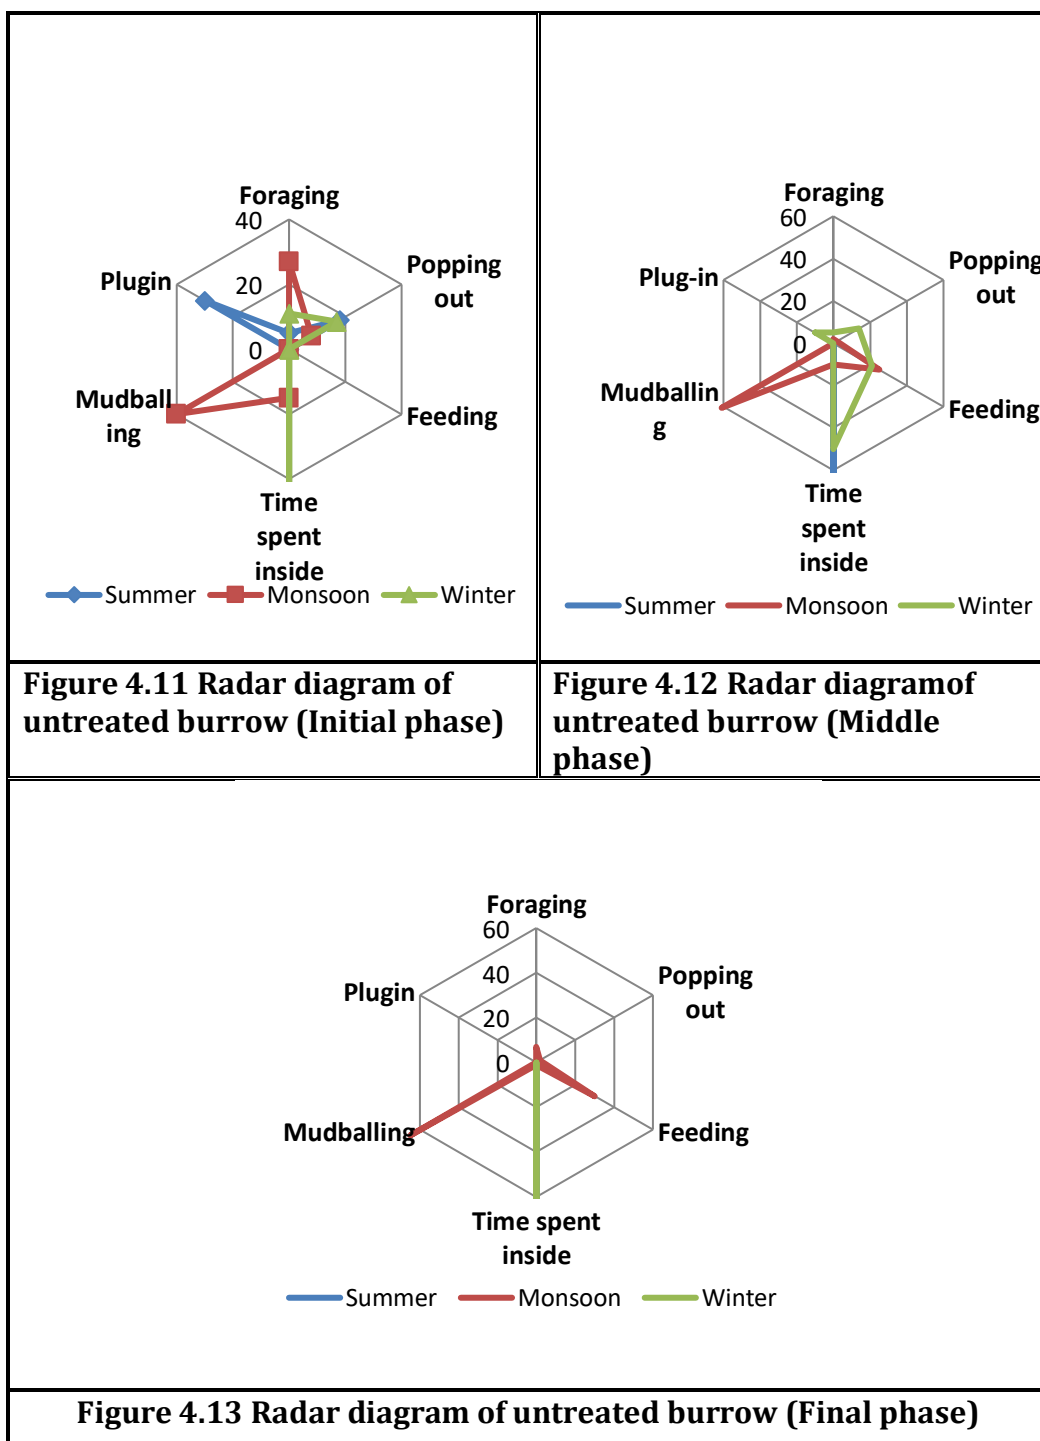 Foraging
40
Popping
out
20
Plugin
0
Mudball
ing
Feeding
Time
spent
inside
Summer Monsoon Winter
Foraging
60
Popping
out
40
Plug-in
20
0
Mudballin
g
Feeding
Time
spent
inside
Summer Monsoon Winter
Figure 4.11 Radar diagram of
untreated burrow (Initial phase)
Figure 4.12 Radar diagramof
untreated burrow (Middle
phase)
Foraging
60
Popping
out
40
Plugin
20
0
Mudballing
Feeding
Time spent
inside
Summer Monsoon Winter
Figure 4.13 Radar diagram of untreated burrow (Final phase)